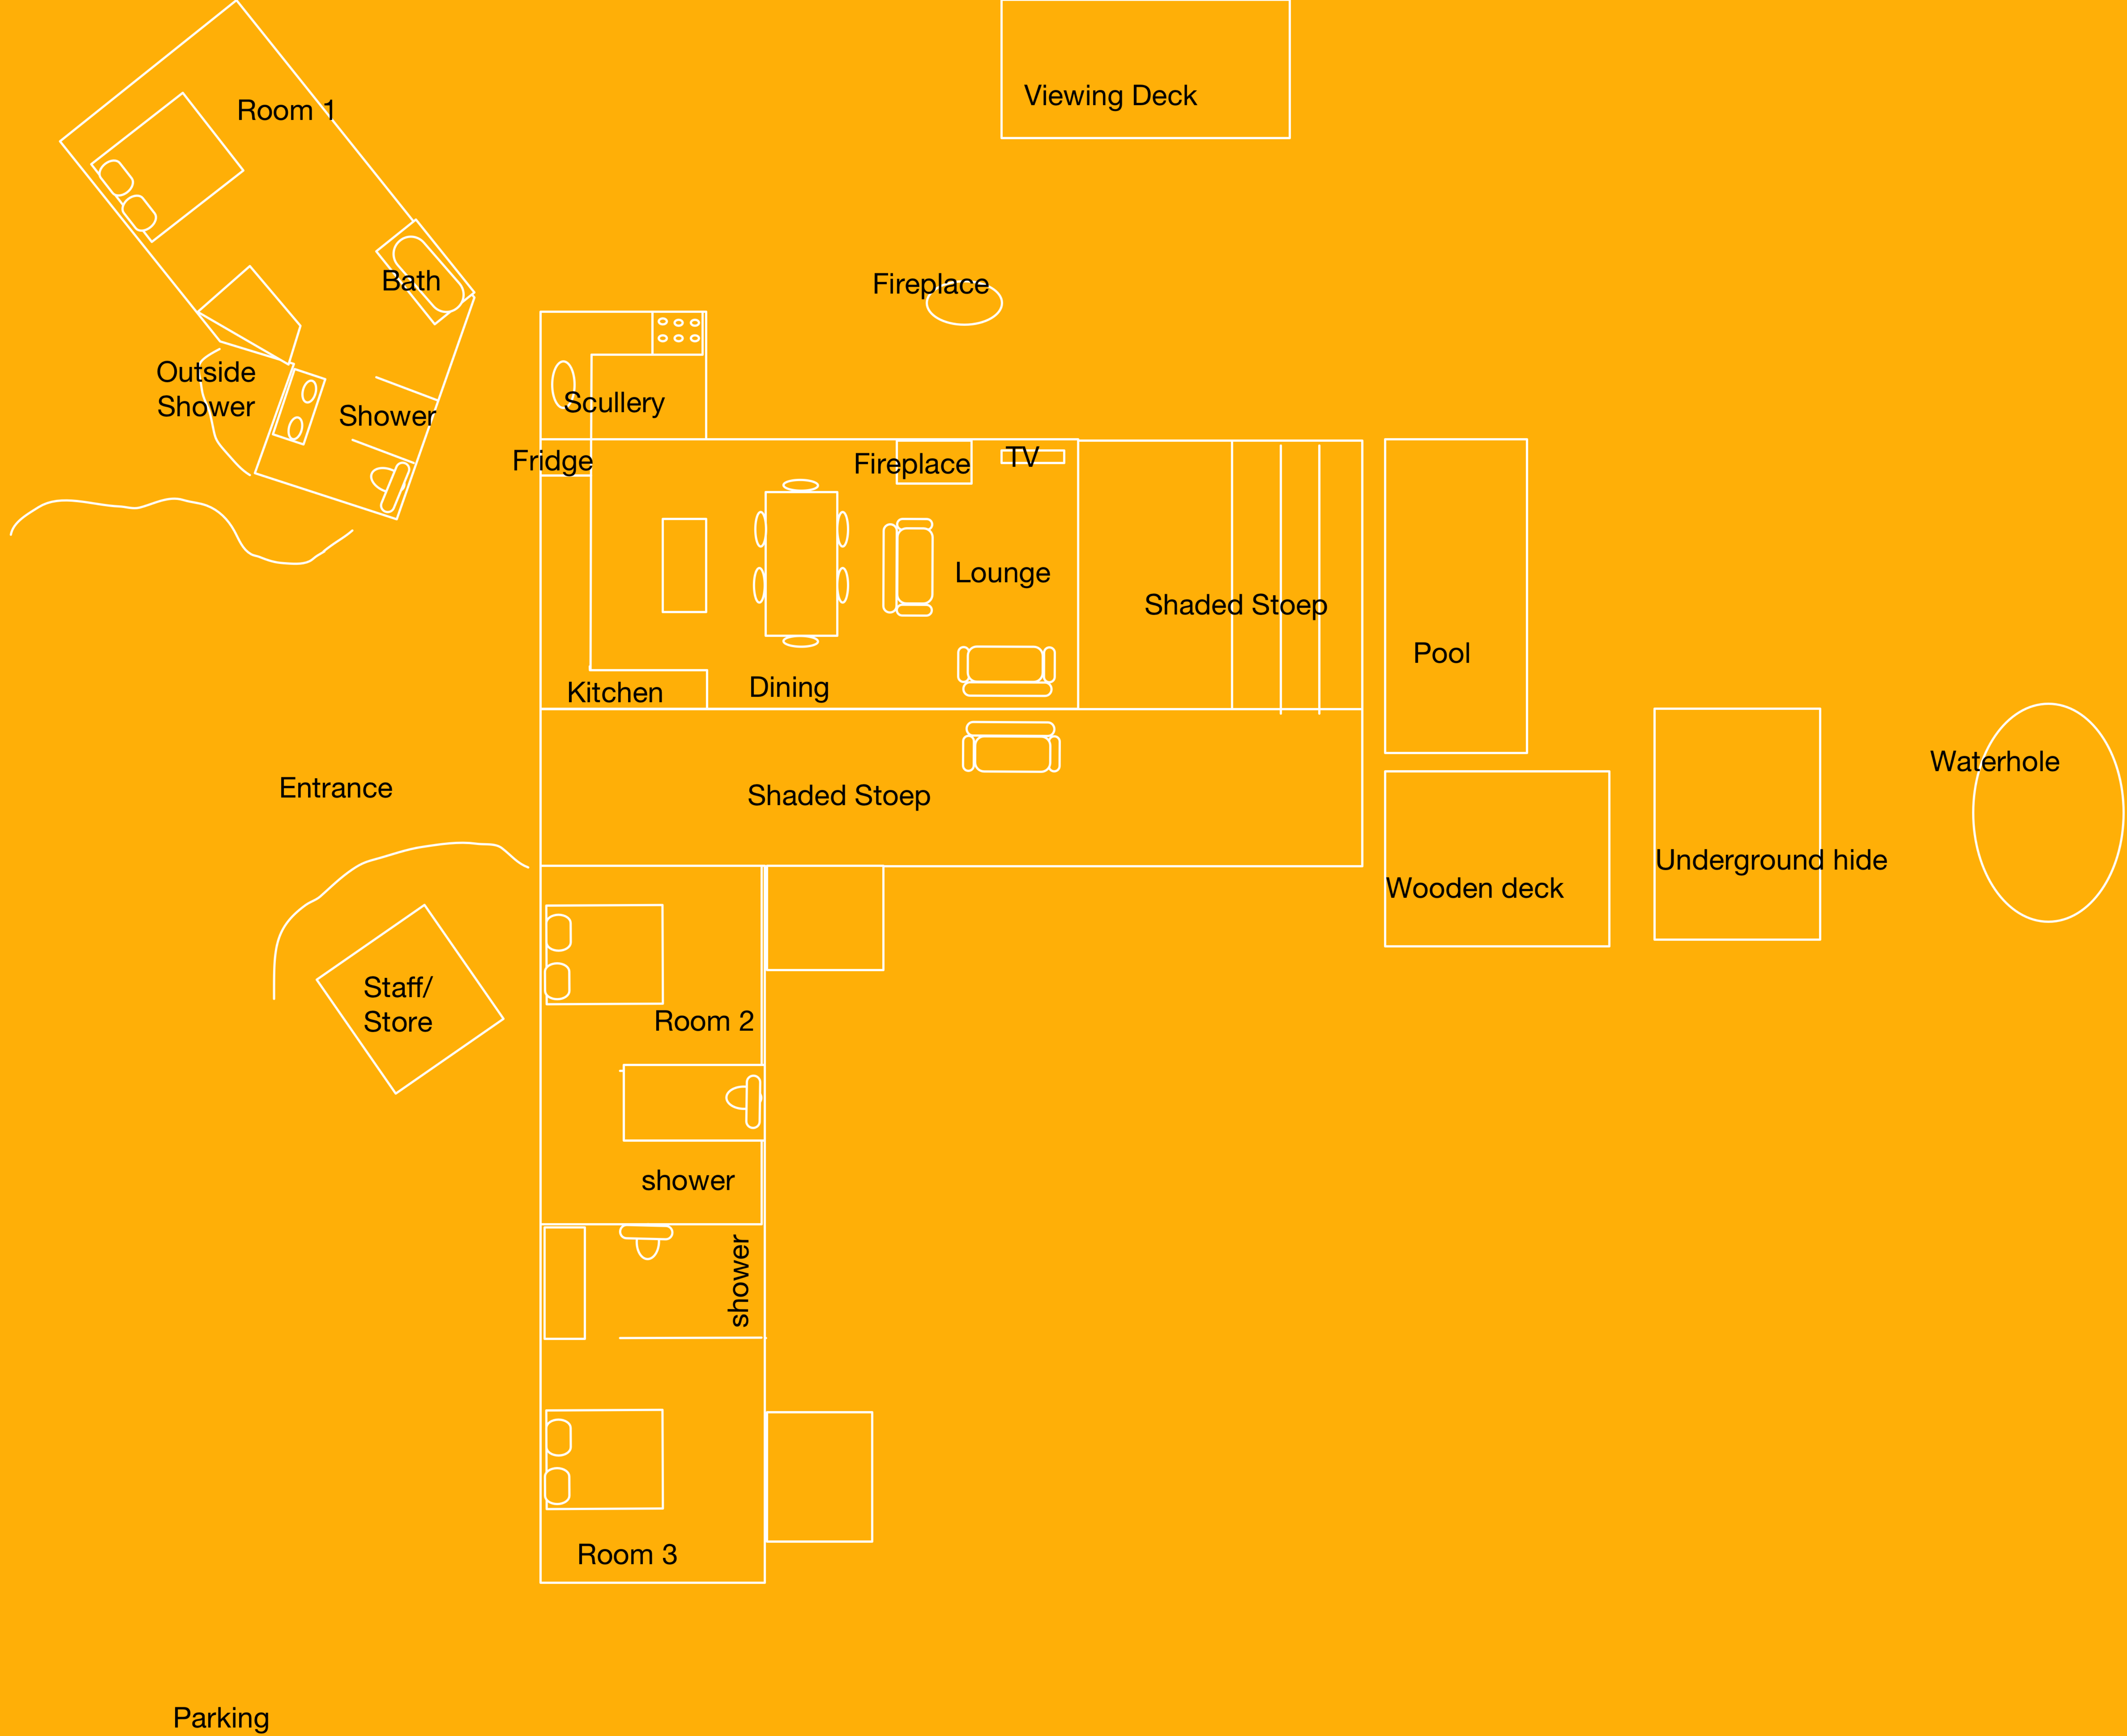 Viewing Deck
Room 1
Bath
Fireplace
Outside
Shower
Shower
Scullery
Fridge
Fireplace
TV
Lounge
Shaded Stoep
Pool
Kitchen
Dining
Waterhole
Entrance
Shaded Stoep
Underground hide
Wooden deck
Staff/
Store
Room 2
shower
shower
Room 3
Parking